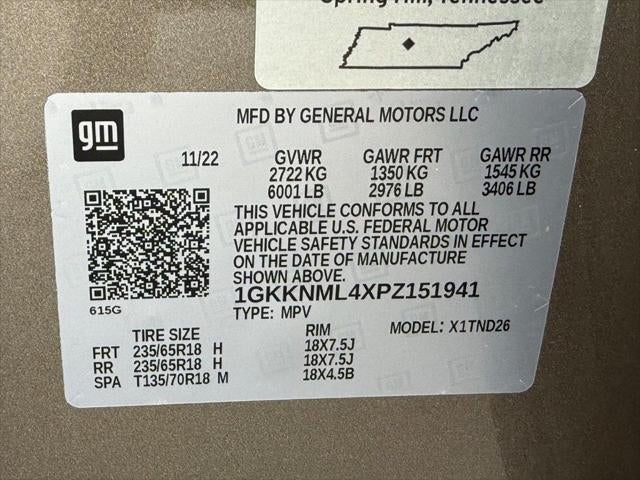 Spring Hill, Tennessee
gm
MFD BY GENERAL MOTORS LLC
11/22
GVWR GAWR FRT GAWR RR
2722 KG 1350 KG 1545 KG
6001 LB 2976 LB 3406 LB
THIS VEHICLE CONFORMS TO ALL
APPLICABLE U.S. FEDERAL MOTOR
VEHICLE SAFETY STANDARDS IN EFFECT
ON THE DATE OF MANUFACTURE
SHOWN ABOVE.
1GKKNML4XPZ151941
615G
TYPE: MPV
TIRE SIZE RIM MODEL: X1TND26
FRT 235/65R18 H 18X7.5J
RR 235/65R18 H 18X7.5J
SPA T135/70R18 M 18X4.5B